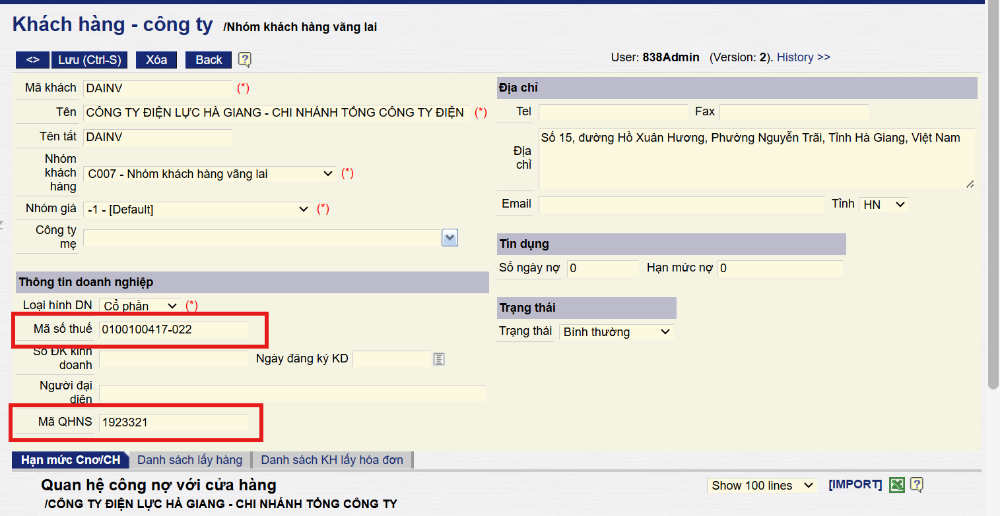 Khách hàng - công ty /Nhóm khách hàng vãng lai
<> Lưu (Ctrl-S) Xóa Back ?
User: 838Admin (Version: 2). History >>
Mã khách DAINV (*)
Tên CÔNG TY ĐIỆN LỰC HÀ GIANG - CHI NHÁNH TỔNG CÔNG TY ĐIỆN (*)
Tên tắt DAINV
Nhóm
khách
hàng
C007 - Nhóm khách hàng vãng lai (*)
Nhóm giá -1 - [Default] (*)
Công ty
mẹ
Thông tin doanh nghiệp
Loại hình DN Cổ phần (*)
Mã số thuế 0100100417-022
Số ĐK kinh
doanh
Ngày đăng ký KD
Người đại
diện
Mã QHNS 1923321
Địa chỉ
Tel Fax
Địa
chỉ
Số 15, đường Hồ Xuân Hương, Phường Nguyễn Trãi, Tỉnh Hà Giang, Việt Nam
Email Tỉnh HN
Tín dụng
Số ngày nợ 0 Hạn mức nợ 0
Trạng thái
Trạng thái Bình thường
Hạn mức Cnơ/CH Danh sách lấy hàng Danh sách KH lấy hóa đơn
Quan hệ công nợ với cửa hàng
Show 100 lines [IMPORT] ?
/CÔNG TY ĐIỆN LỰC HÀ GIANG - CHI NHÁNH TỔNG CÔNG TY